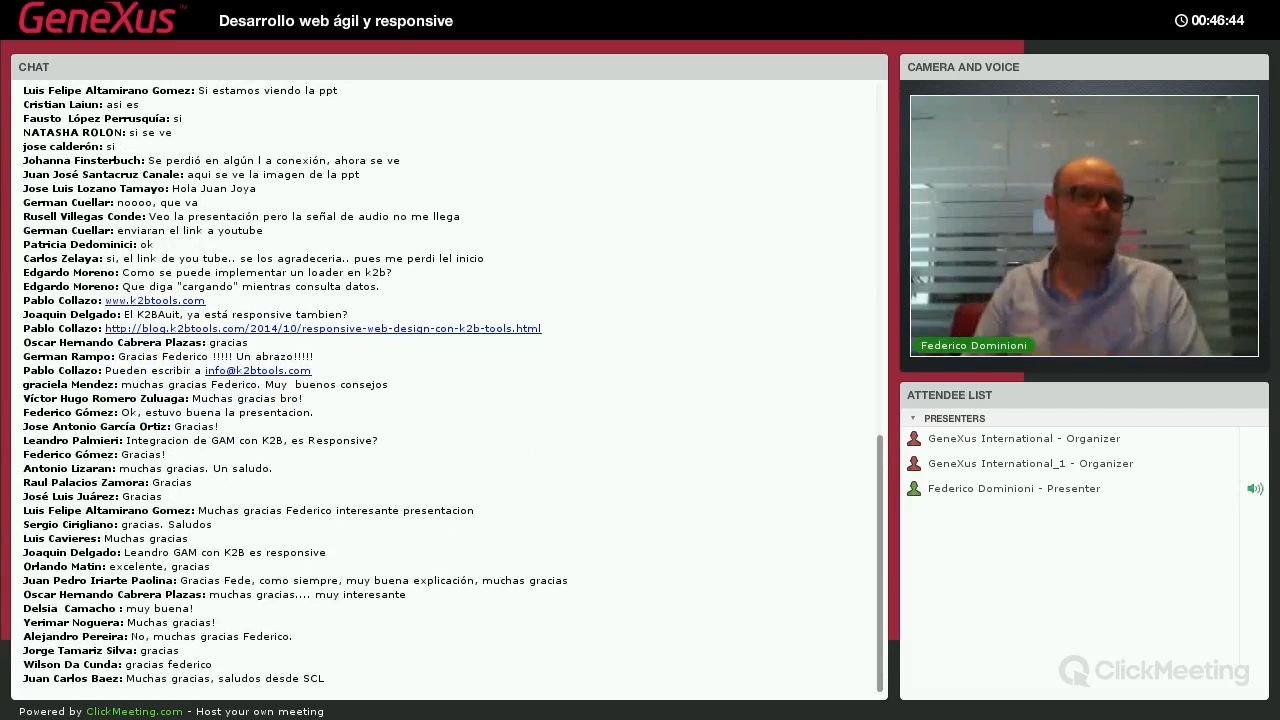 GeneXus™
Desarrollo web ágil y responsive
00:46:44
CHAT
Luis Felipe Altamirano Gomez: Si estamos viendo la ppt
Cristian Laiun: asi es
Fausto López Perrusquía: si
NATASHA ROLON: si se ve
jose calderón: si
Johanna Finsterbuch: Se perdió en algún l a conexión, ahora se ve
Juan José Santacruz Canale: aqui se ve la imagen de la ppt
Jose Luis Lozano Tamayo: Hola Juan Joya
German Cuellar: noooo, que va
Rusell Villegas Conde: Veo la presentación pero la señal de audio no me llega
German Cuellar: enviaran el link a youtube
Patricia Dedominici: ok
Carlos Zelaya: si, el link de you tube.. se los agradeceria.. pues me perdi lel inicio
Edgardo Moreno: Como se puede implementar un loader en k2b?
Edgardo Moreno: Que diga "cargando" mientras consulta datos.
Pablo Collazo: www.k2btools.com
Joaquin Delgado: El K2BAuit, ya está responsive tambien?
Pablo Collazo: http://blog.k2btools.com/2014/10/responsive-web-design-con-k2b-tools.html
Oscar Hernando Cabrera Plazas: gracias
German Rampo: Gracias Federico !!!!! Un abrazo!!!!!
Pablo Collazo: Pueden escribir a info@k2btools.com
graciela Mendez: muchas gracias Federico. Muy buenos consejos
Víctor Hugo Romero Zuluaga: Muchas gracias bro!
Federico Gómez: Ok, estuvo buena la presentacion.
Jose Antonio García Ortiz: Gracias!
Leandro Palmieri: Integracion de GAM con K2B, es Responsive?
Federico Gómez: Gracias!
Antonio Lizaran: muchas gracias. Un saludo.
Raul Palacios Zamora: Gracias
José Luis Juárez: Gracias
Luis Felipe Altamirano Gomez: Muchas gracias Federico interesante presentacion
Sergio Cirigliano: gracias. Saludos
Luis Cavieres: Muchas gracias
Joaquin Delgado: Leandro GAM con K2B es responsive
Orlando Matin: excelente, gracias
Juan Pedro Iriarte Paolina: Gracias Fede, como siempre, muy buena explicación, muchas gracias
Oscar Hernando Cabrera Plazas: muchas gracias.... muy interesante
Delsia Camacho : muy buena!
Yerimar Noguera: Muchas gracias!
Alejandro Pereira: No, muchas gracias Federico.
Jorge Tamariz Silva: gracias
Wilson Da Cunda: gracias federico
Juan Carlos Baez: Muchas gracias, saludos desde SCL
CAMERA AND VOICE
Federico Dominioni
ATTENDEE LIST
PRESENTERS
GeneXus International - Organizer
GeneXus International_1 - Organizer
Federico Dominioni - Presenter
ClickMeeting
Powered by ClickMeeting.com - Host your own meeting